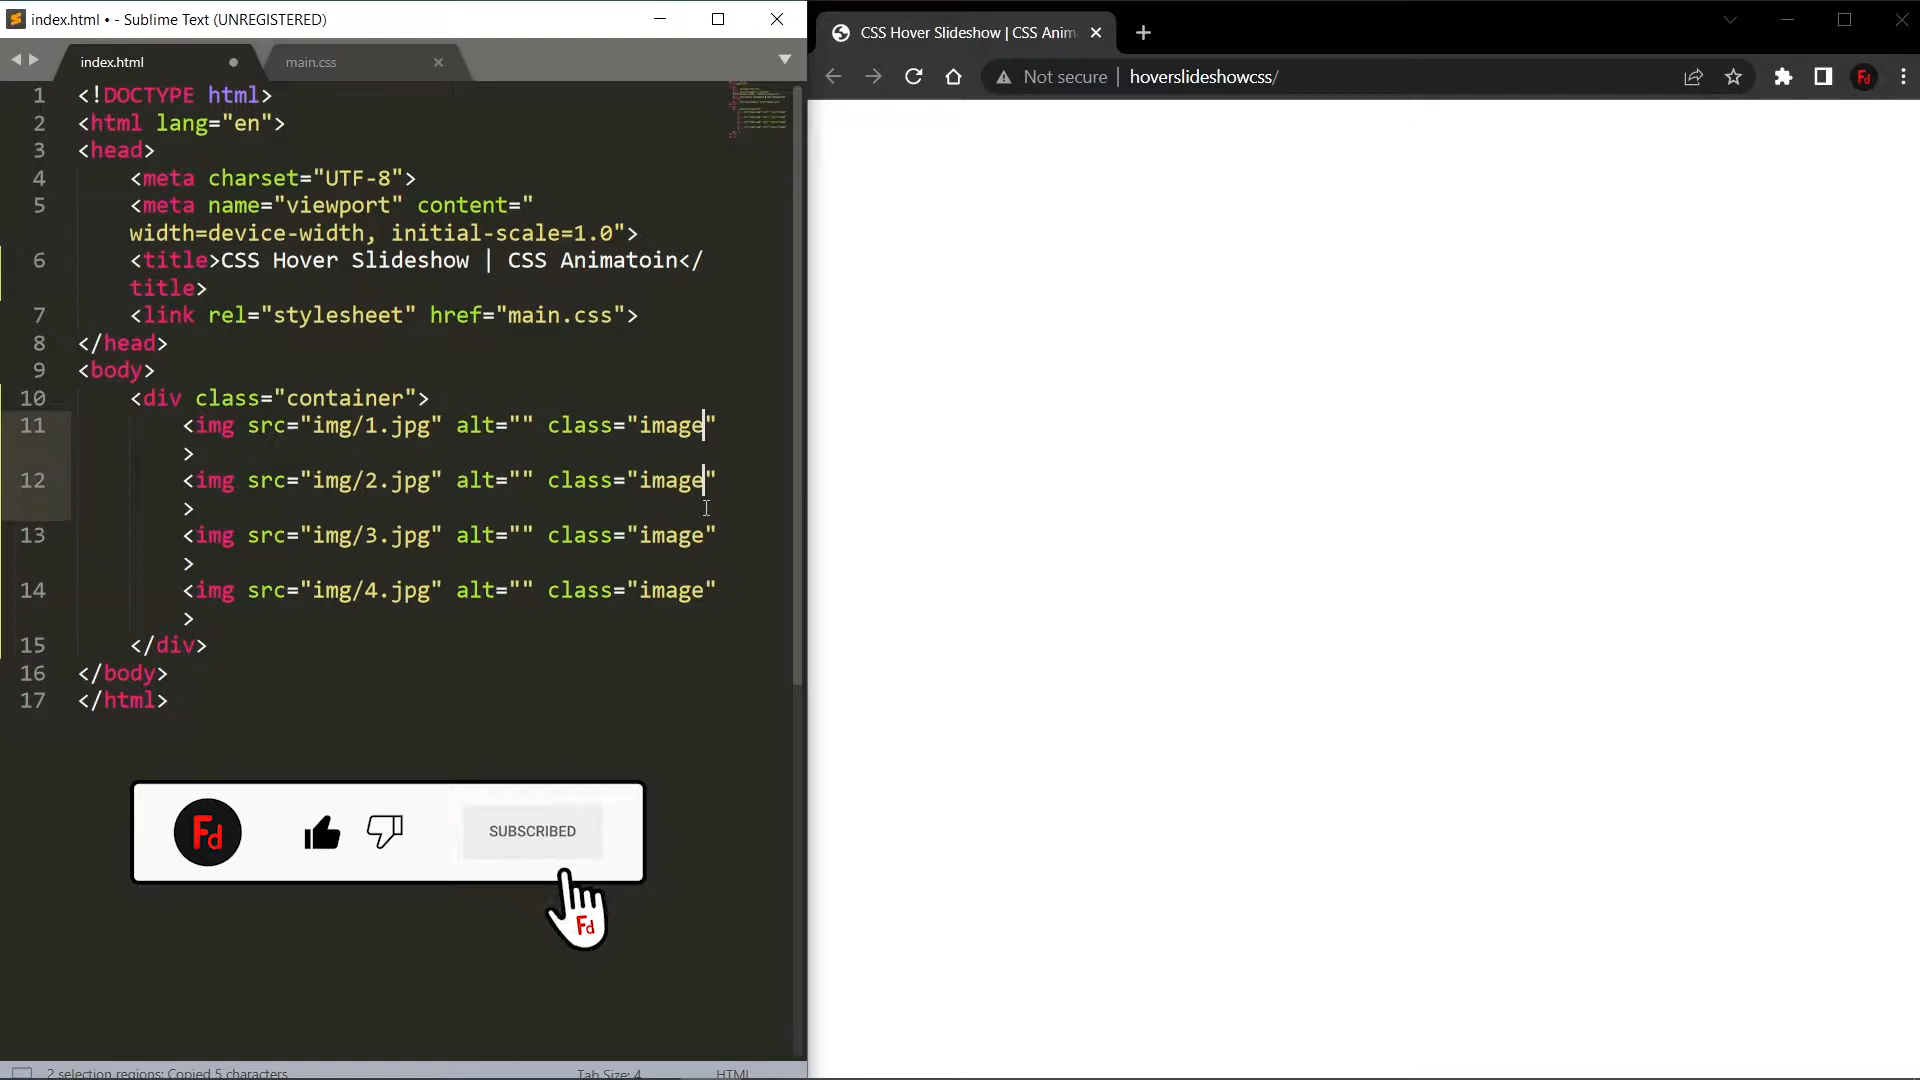 index.html • - Sublime Text (UNREGISTERED)
index.html
main.css
1 <!DOCTYPE html>
2 <html lang="en">
3 <head>
4 <meta charset="UTF-8">
5 <meta name="viewport" content="
width=device-width, initial-scale=1.0">
6 <title>CSS Hover Slideshow | CSS Animatoin</
title>
7 <link rel="stylesheet" href="main.css">
8 </head>
9 <body>
10 <div class="container">
11 <img src="img/1.jpg" alt="" class="image"
>
12 <img src="img/2.jpg" alt="" class="image"
>
13 <img src="img/3.jpg" alt="" class="image"
>
14 <img src="img/4.jpg" alt="" class="image"
>
15 </div>
16 </body>
17 </html>
Fd
SUBSCRIBED
Fd
2 selection regions; Copied 5 characters
Tab Size: 4
HTML
CSS Hover Slideshow | CSS Anim
Not secure | hoverslideshowcss/
Fd